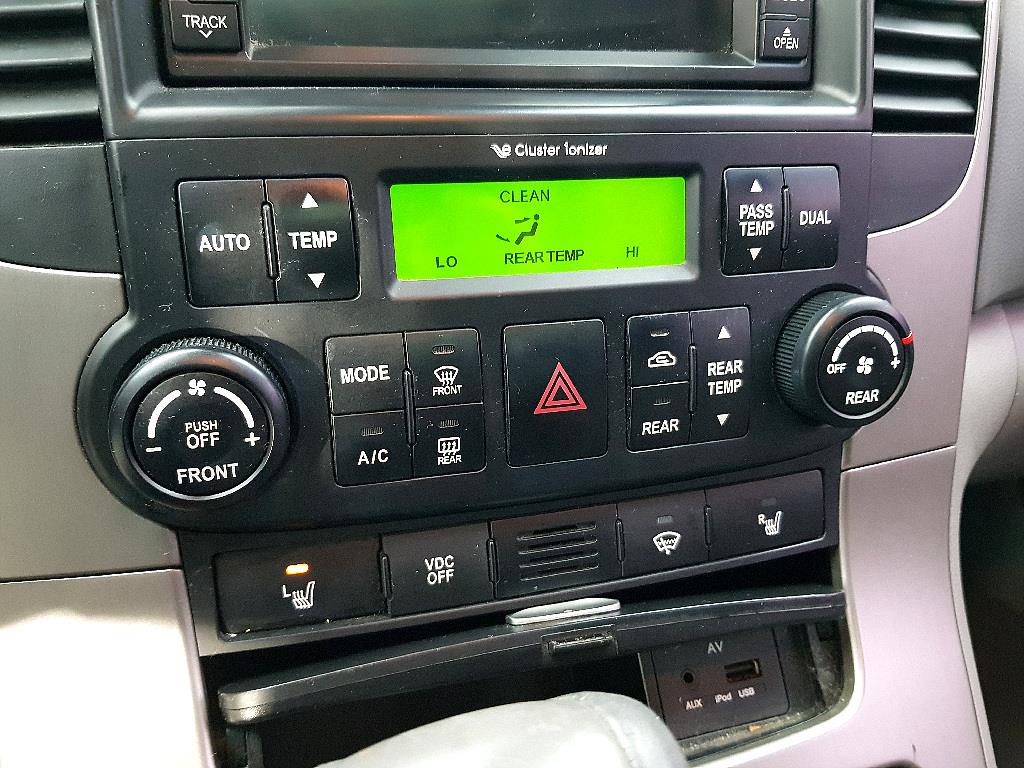 TRACK
OPEN
Cluster Ionizer
AUTO
TEMP
CLEAN
LO
REAR TEMP
HI
PASS
TEMP
DUAL
PUSH
OFF
FRONT
MODE
FRONT
A/C
REAR
REAR
TEMP
REAR
OFF
REAR
L
VDC
OFF
R
AV
AUX
iPod
USB